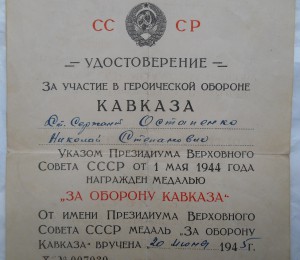 СС СР
УДОСТОВЕРЕНИЕ
ЗА УЧАСТИЕ В ГЕРОИЧЕСКОЙ ОБОРОНЕ
КАВКАЗА
Ст. Сержант Остапенко
Николай Степанович
УКАЗОМ ПРЕЗИДИУМА ВЕРХОВНОГО
СОВЕТА СССР ОТ 1 МАЯ 1944 ГОДА
НАГРАЖДЕН МЕДАЛЬЮ
"ЗА ОБОРОНУ КАВКАЗА"
ОТ ИМЕНИ ПРЕЗИДИУМА ВЕРХОВНОГО
СОВЕТА СССР МЕДАЛЬ „ЗА ОБОРОНУ
КАВКАЗА" ВРУЧЕНА „20 июня 1945г.